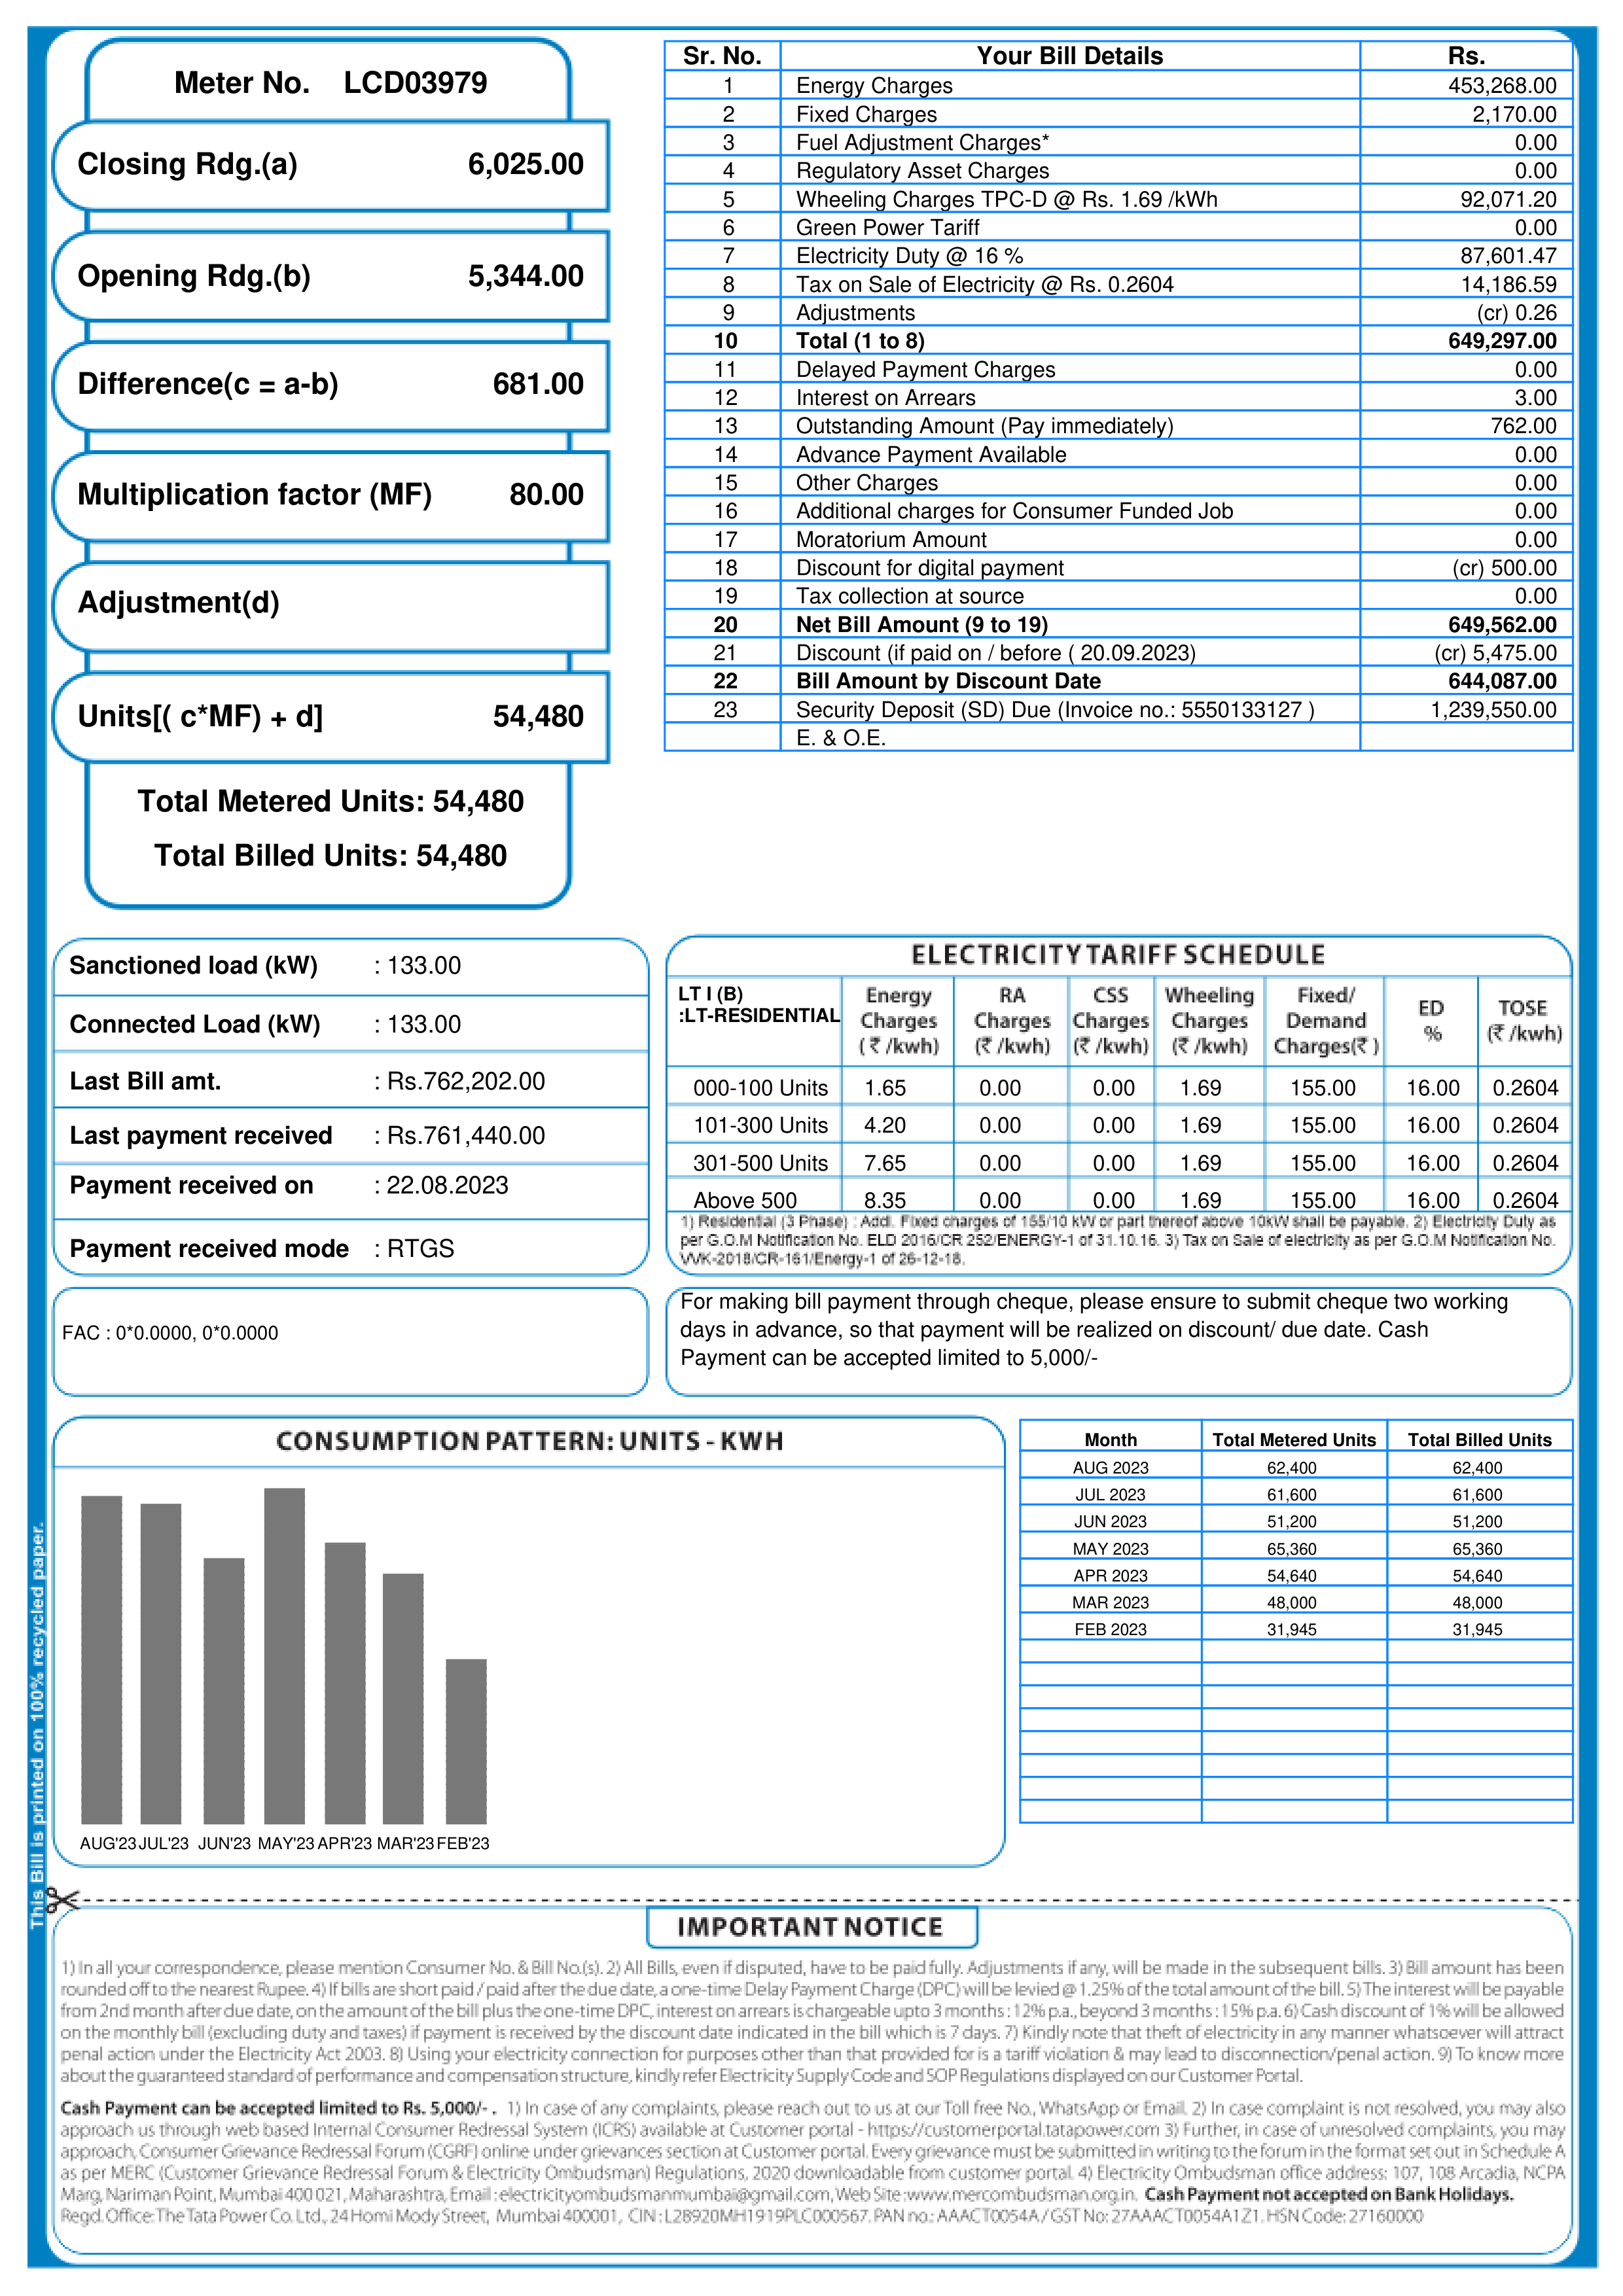 Meter No. LCD03979
Closing Rdg.(a) 6,025.00
Opening Rdg.(b) 5,344.00
Difference(c = a-b) 681.00
Multiplication factor (MF) 80.00
Adjustment(d)
Units[( c*MF) + d] 54,480
Total Metered Units: 54,480
Total Billed Units: 54,480
Sr. No. Your Bill Details Rs.
1 Energy Charges 453,268.00
2 Fixed Charges 2,170.00
3 Fuel Adjustment Charges* 0.00
4 Regulatory Asset Charges 0.00
5 Wheeling Charges TPC-D @ Rs. 1.69 /kWh 92,071.20
6 Green Power Tariff 0.00
7 Electricity Duty @ 16 % 87,601.47
8 Tax on Sale of Electricity @ Rs. 0.2604 14,186.59
9 Adjustments (cr) 0.26
10 Total (1 to 8) 649,297.00
11 Delayed Payment Charges 0.00
12 Interest on Arrears 3.00
13 Outstanding Amount (Pay immediately) 762.00
14 Advance Payment Available 0.00
15 Other Charges 0.00
16 Additional charges for Consumer Funded Job 0.00
17 Moratorium Amount 0.00
18 Discount for digital payment (cr) 500.00
19 Tax collection at source 0.00
20 Net Bill Amount (9 to 19) 649,562.00
21 Discount (if paid on / before ( 20.09.2023) (cr) 5,475.00
22 Bill Amount by Discount Date 644,087.00
23 Security Deposit (SD) Due (Invoice no.: 5550133127 ) 1,239,550.00
E. & O.E.
Sanctioned load (kW) : 133.00
Connected Load (kW) : 133.00
Last Bill amt. : Rs.762,202.00
Last payment received : Rs.761,440.00
Payment received on : 22.08.2023
Payment received mode : RTGS
ELECTRICITY TARIFF SCHEDULE
LT I (B) :LT-RESIDENTIAL Energy Charges (₹ /kwh) RA Charges (₹ /kwh) CSS Charges (₹ /kwh) Wheeling Charges (₹ /kwh) Fixed/ Demand Charges(₹ ) ED % TOSE (₹ /kwh)
000-100 Units 1.65 0.00 0.00 1.69 155.00 16.00 0.2604
101-300 Units 4.20 0.00 0.00 1.69 155.00 16.00 0.2604
301-500 Units 7.65 0.00 0.00 1.69 155.00 16.00 0.2604
Above 500 8.35 0.00 0.00 1.69 155.00 16.00 0.2604
1) Residential (3 Phase) : Addl. Fixed charges of 155/10 kW or part thereof above 10kW shall be payable. 2) Electricity Duty as
per G.O.M Notification No. ELD 2016/CR 252/ENERGY-1 of 31.10.16. 3) Tax on Sale of electricity as per G.O.M Notification No.
VVK-2018/CR-161/Energy-1 of 26-12-18.
FAC : 0*0.0000, 0*0.0000
For making bill payment through cheque, please ensure to submit cheque two working
days in advance, so that payment will be realized on discount/ due date. Cash
Payment can be accepted limited to 5,000/-
CONSUMPTION PATTERN: UNITS - KWH
AUG'23 JUL'23 JUN'23 MAY'23 APR'23 MAR'23 FEB'23
Month Total Metered Units Total Billed Units
AUG 2023 62,400 62,400
JUL 2023 61,600 61,600
JUN 2023 51,200 51,200
MAY 2023 65,360 65,360
APR 2023 54,640 54,640
MAR 2023 48,000 48,000
FEB 2023 31,945 31,945
This Bill is printed on 100% recycled paper.
IMPORTANT NOTICE
1) In all your correspondence, please mention Consumer No. & Bill No.(s). 2) All Bills, even if disputed, have to be paid fully. Adjustments if any, will be made in the subsequent bills. 3) Bill amount has been
rounded off to the nearest Rupee. 4) If bills are short paid / paid after the due date, a one-time Delay Payment Charge (DPC) will be levied @ 1.25% of the total amount of the bill. 5) The interest will be payable
from 2nd month after due date, on the amount of the bill plus the one-time DPC, interest on arrears is chargeable upto 3 months : 12% p.a., beyond 3 months : 15% p.a. 6) Cash discount of 1% will be allowed
on the monthly bill (excluding duty and taxes) if payment is received by the discount date indicated in the bill which is 7 days. 7) Kindly note that theft of electricity in any manner whatsoever will attract
penal action under the Electricity Act 2003. 8) Using your electricity connection for purposes other than that provided for is a tariff violation & may lead to disconnection/penal action. 9) To know more
about the guaranteed standard of performance and compensation structure, kindly refer Electricity Supply Code and SOP Regulations displayed on our Customer Portal.
Cash Payment can be accepted limited to Rs. 5,000/- . 1) In case of any complaints, please reach out to us at our Toll free No., WhatsApp or Email. 2) In case complaint is not resolved, you may also
approach us through web based Internal Consumer Redressal System (ICRS) available at Customer portal - https://customerportal.tatapower.com 3) Further, in case of unresolved complaints, you may
approach, Consumer Grievance Redressal Forum (CGRF) online under grievances section at Customer portal. Every grievance must be submitted in writing to the forum in the format set out in Schedule A
as per MERC (Customer Grievance Redressal Forum & Electricity Ombudsman) Regulations, 2020 downloadable from customer portal. 4) Electricity Ombudsman office address: 107, 108 Arcadia, NCPA
Marg, Nariman Point, Mumbai 400 021, Maharashtra, Email : electricityombudsmanmumbai@gmail.com, Web Site : www.mercombudsman.org.in. Cash Payment not accepted on Bank Holidays.
Regd. Office: The Tata Power Co. Ltd., 24 Homi Mody Street, Mumbai 400001, CIN : L28920MH1919PLC000567. PAN no.: AAACT0054A / GST No: 27AAACT0054A1Z1. HSN Code: 27160000